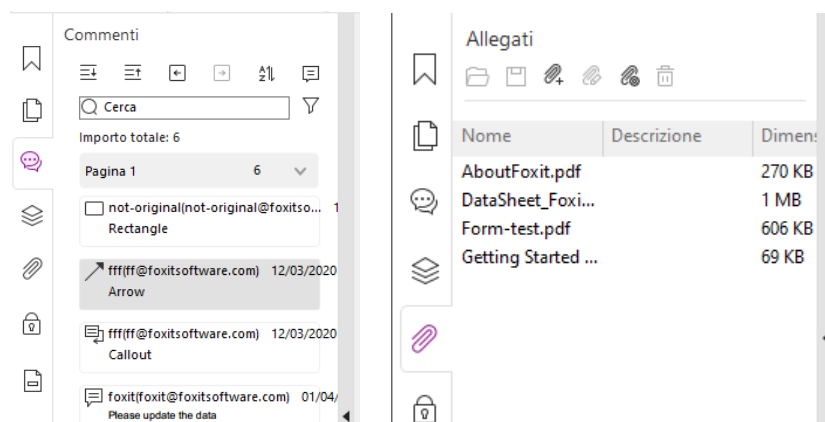 Commenti
Cerca
Importo totale: 6
Pagina 1 6
not-original(not-original@foxitso... 1
Rectangle
fff(ff@foxitsoftware.com) 12/03/2020
Arrow
fff(ff@foxitsoftware.com) 12/03/2020
Callout
foxit(foxit@foxitsoftware.com) 01/04/
Please update the data
Allegati
Nome Descrizione Dimens
AboutFoxit.pdf 270 KB
DataSheet_Foxi... 1 MB
Form-test.pdf 606 KB
Getting Started ... 69 KB